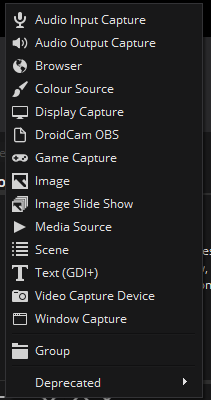 Audio Input Capture
Audio Output Capture
Browser
Colour Source
Display Capture
DroidCam OBS
Game Capture
Image
Image Slide Show
Media Source
Scene
Text (GDI+)
Video Capture Device
Window Capture
Group
Deprecated